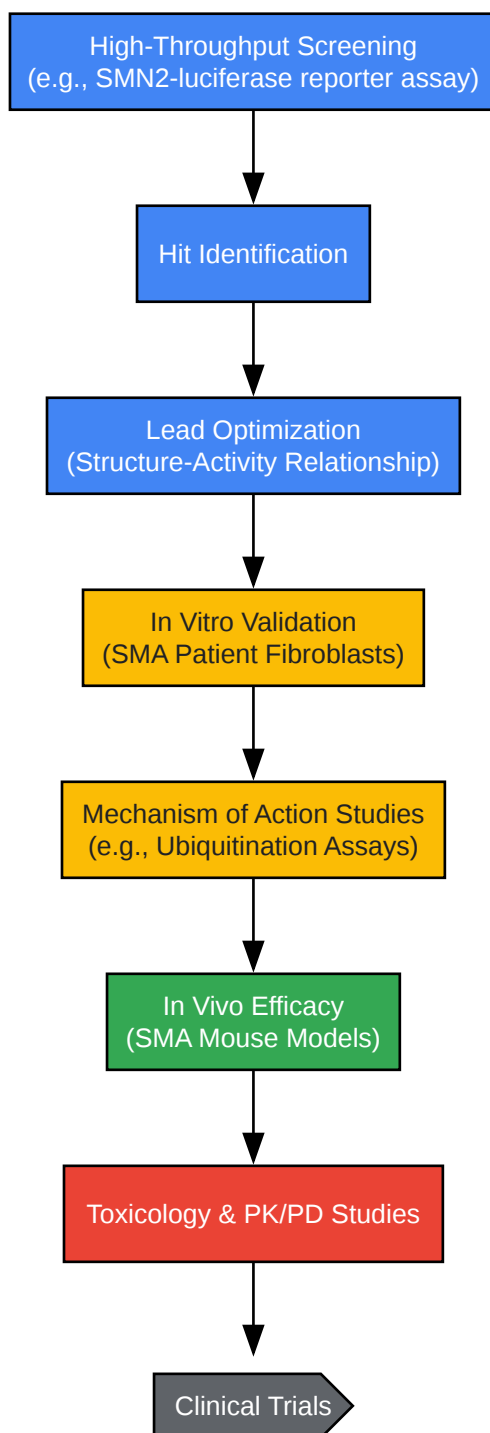 High-Throughput Screening
(e.g., SMN2-luciferase reporter assay)
Hit Identification
Lead Optimization
(Structure-Activity Relationship)
In Vitro Validation
(SMA Patient Fibroblasts)
Mechanism of Action Studies
(e.g., Ubiquitination Assays)
In Vivo Efficacy
(SMA Mouse Models)
Toxicology & PK/PD Studies
Clinical Trials